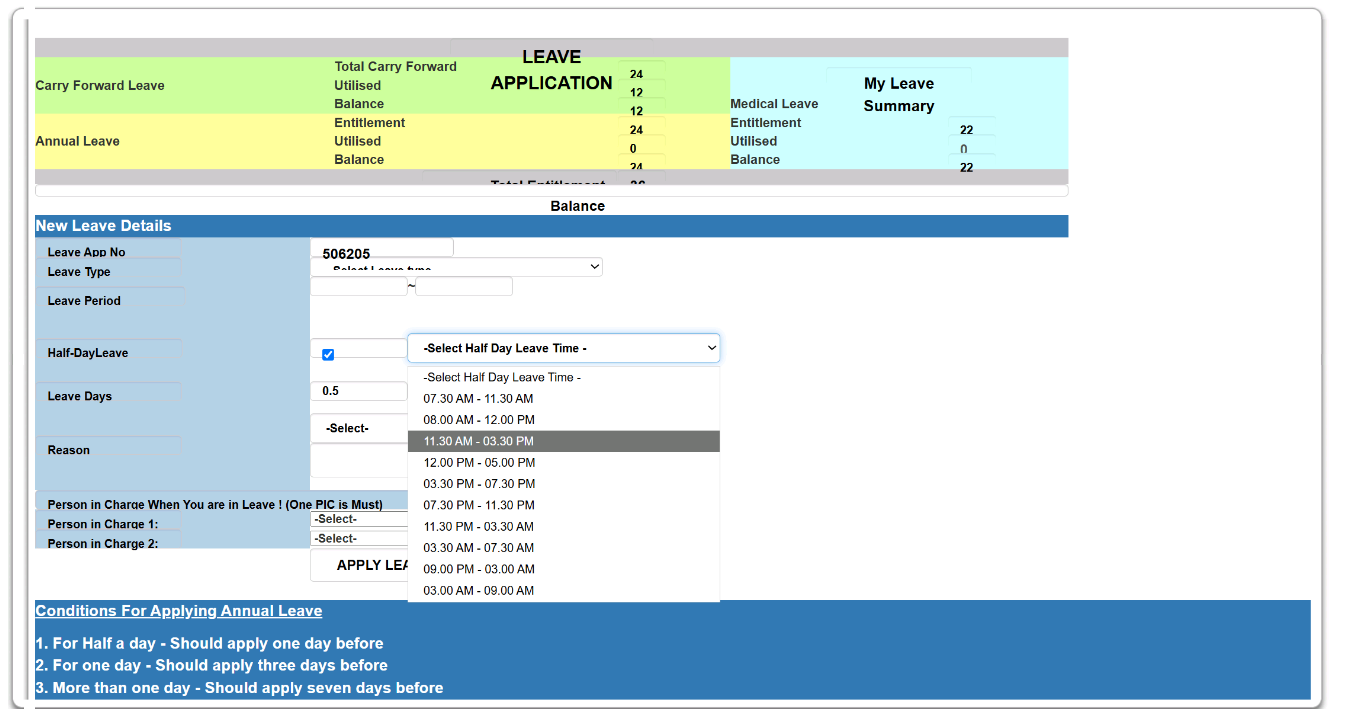 LEAVE
APPLICATION
My Leave
Summary
Carry Forward Leave
Total Carry Forward 24
Utilised 12
Balance 12
Annual Leave
Entitlement 24
Utilised 0
Balance 24
Medical Leave
Entitlement 22
Utilised 0
Balance 22
Total Entitlement 36
Balance
New Leave Details
Leave App No 506205
Leave Type - Select Leave type
Leave Period ~
Half-DayLeave -Select Half Day Leave Time -
-Select Half Day Leave Time -
07.30 AM - 11.30 AM
08.00 AM - 12.00 PM
11.30 AM - 03.30 PM
12.00 PM - 05.00 PM
03.30 PM - 07.30 PM
07.30 PM - 11.30 PM
11.30 PM - 03.30 AM
03.30 AM - 07.30 AM
09.00 PM - 03.00 AM
03.00 AM - 09.00 AM
Leave Days 0.5
-Select-
Reason
Person in Charge When You are in Leave ! (One PIC is Must)
Person in Charge 1: -Select-
Person in Charge 2: -Select-
APPLY LEA
Conditions For Applying Annual Leave
1. For Half a day - Should apply one day before
2. For one day - Should apply three days before
3. More than one day - Should apply seven days before